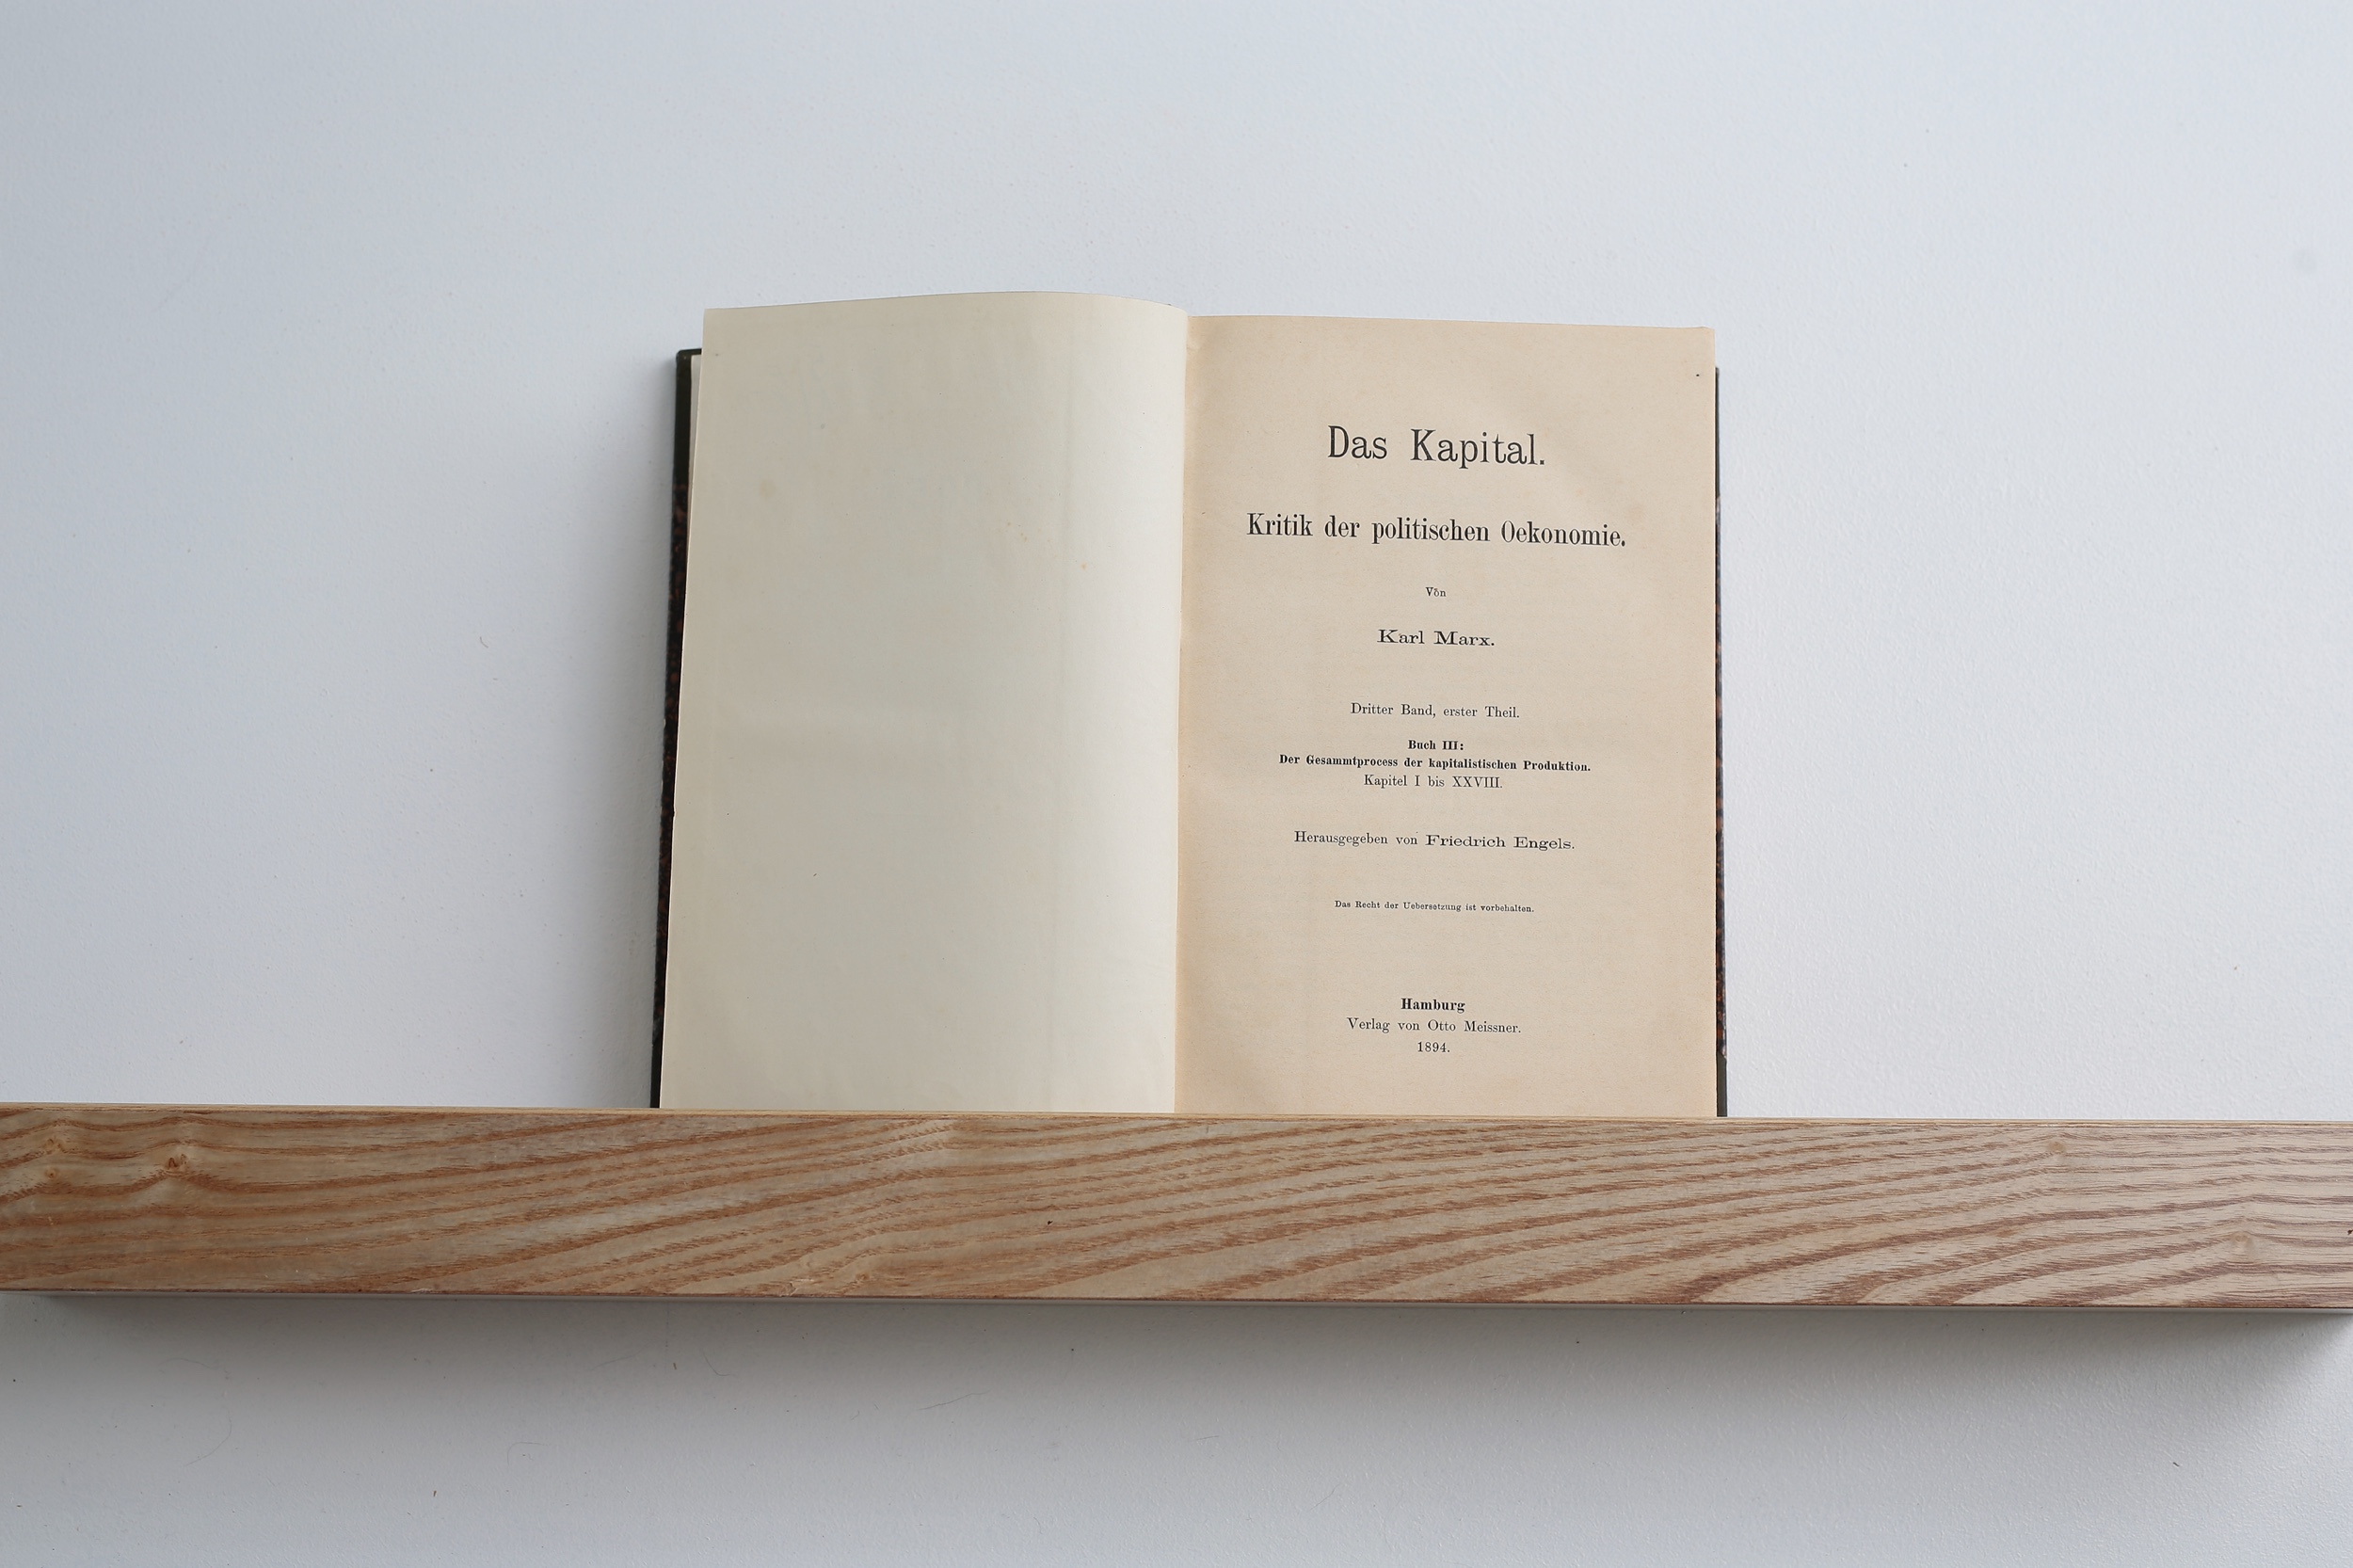 Das Kapital.
Kritik der politischen Oekonomie.
Von
Karl Marx.
Dritter Band, erster Theil.
Buch III:
Der Gesammtprocess der kapitalistischen Produktion.
Kapitel I bis XXVIII.
Herausgegeben von Friedrich Engels.
Das Recht der Uebersetzung ist vorbehalten.
Hamburg
Verlag von Otto Meissner.
1894.